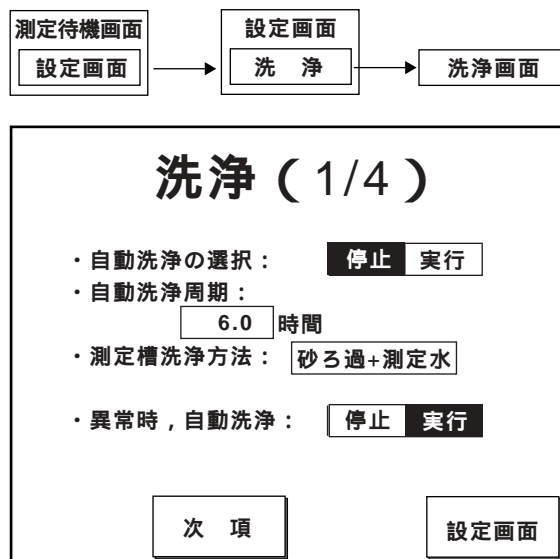 測定待機画面
設定画面
設定画面
洗 浄
洗浄画面
洗浄(1/4)
・自動洗浄の選択： 停止 実行
・自動洗浄周期：
6.0 時間
・測定槽洗浄方法： 砂ろ過+測定水
・異常時，自動洗浄： 停止 実行
次 項
設定画面